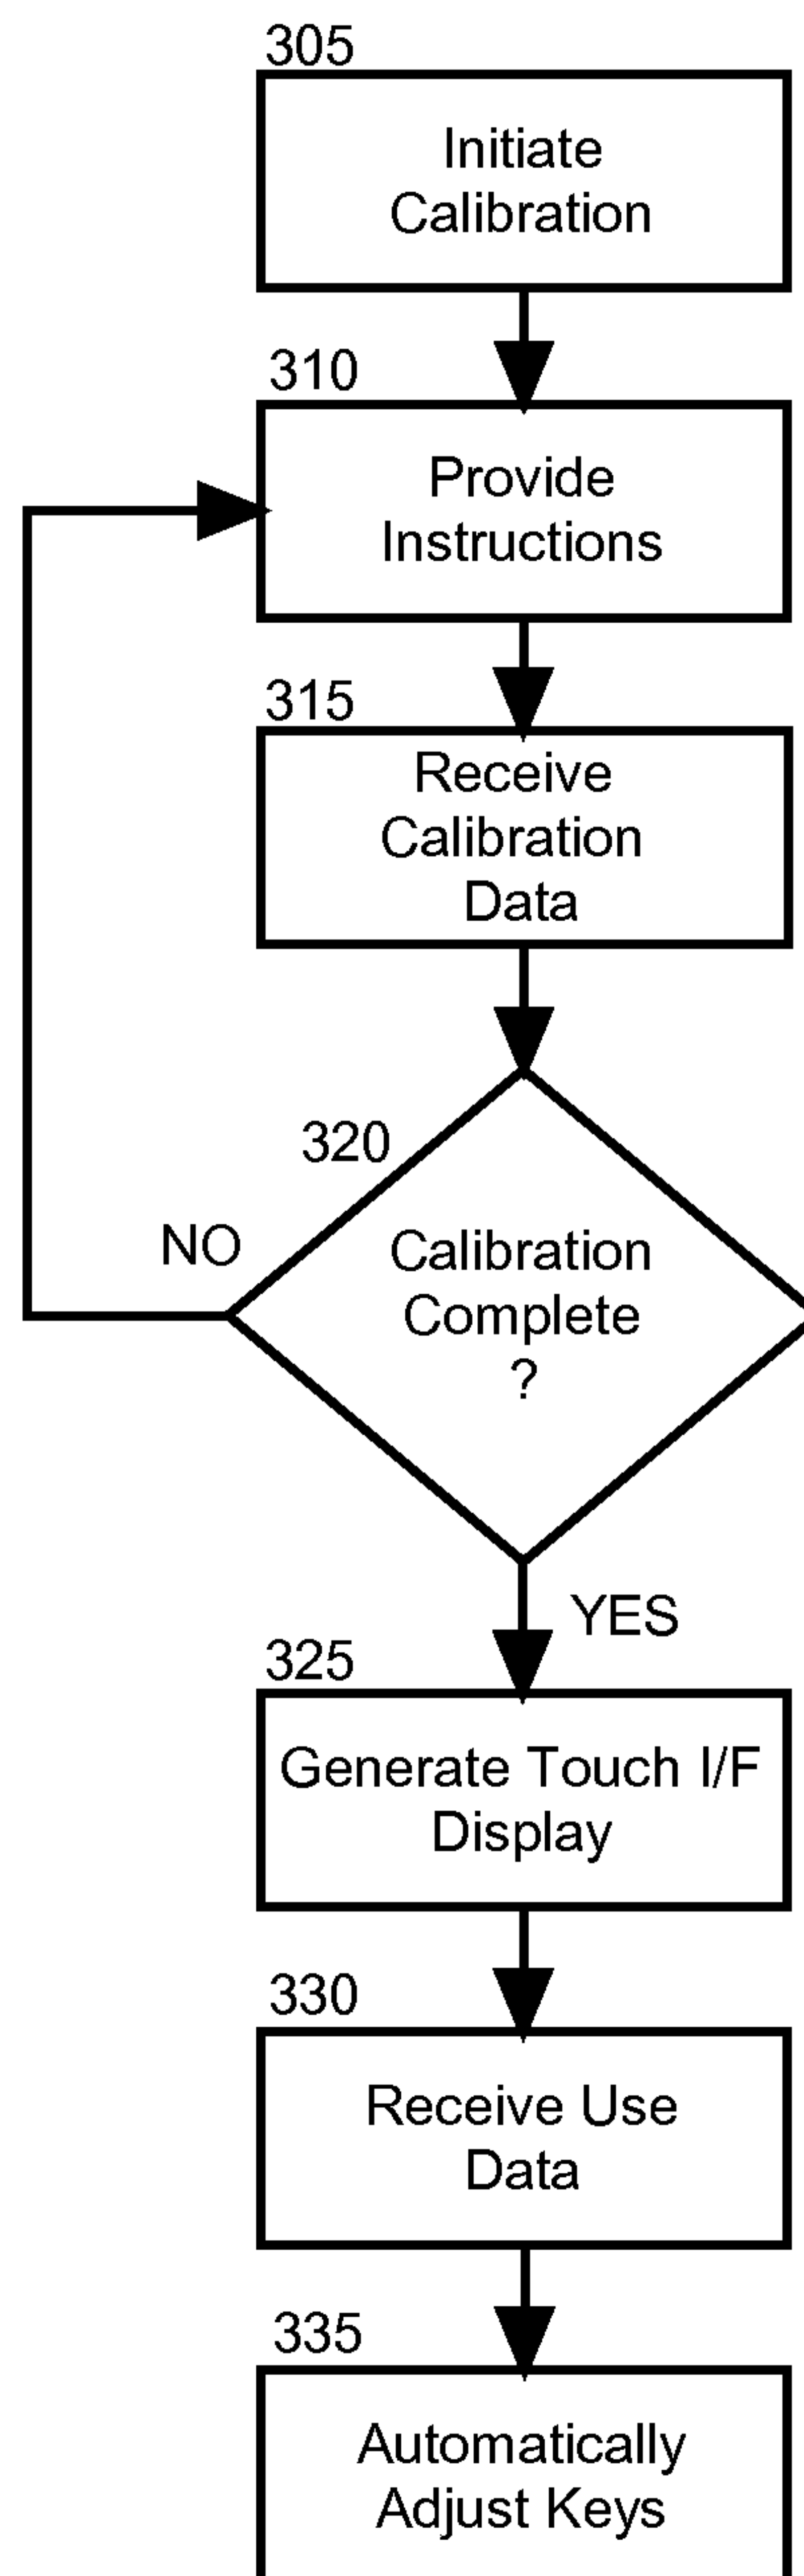 305
Initiate
Calibration
310
Provide
Instructions
315
Receive
Calibration
Data
320
NO
Calibration
Complete
?
YES
325
Generate Touch I/F
Display
330
Receive Use
Data
335
Automatically
Adjust Keys